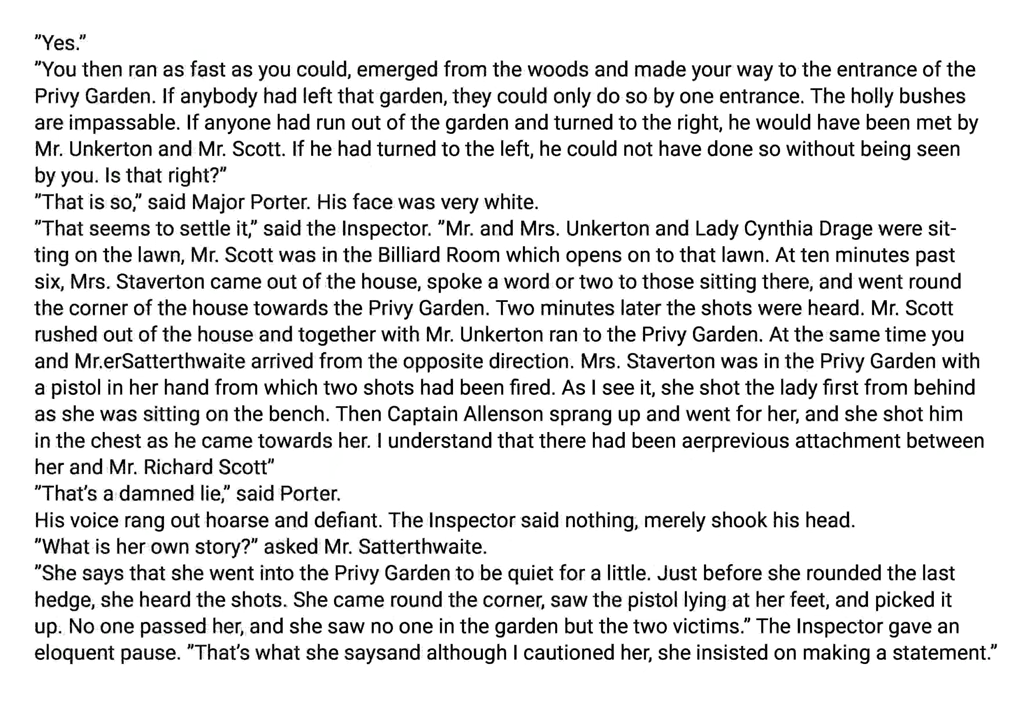 "Yes."
"You then ran as fast as you could, emerged from the woods and made your way to the entrance of the
Privy Garden. If anybody had left that garden, they could only do so by one entrance. The holly bushes
are impassable. If anyone had run out of the garden and turned to the right, he would have been met by
Mr. Unkerton and Mr. Scott. If he had turned to the left, he could not have done so without being seen
by you. Is that right?"
"That is so," said Major Porter. His face was very white.
"That seems to settle it," said the Inspector. "Mr. and Mrs. Unkerton and Lady Cynthia Drage were sit-
ting on the lawn, Mr. Scott was in the Billiard Room which opens on to that lawn. At ten minutes past
six, Mrs. Staverton came out of the house, spoke a word or two to those sitting there, and went round
the corner of the house towards the Privy Garden. Two minutes later the shots were heard. Mr. Scott
rushed out of the house and together with Mr. Unkerton ran to the Privy Garden. At the same time you
and Mr.erSatterthwaite arrived from the opposite direction. Mrs. Staverton was in the Privy Garden with
a pistol in her hand from which two shots had been fired. As I see it, she shot the lady first from behind
as she was sitting on the bench. Then Captain Allenson sprang up and went for her, and she shot him
in the chest as he came towards her. I understand that there had been aerprevious attachment between
her and Mr. Richard Scott"
"That's a damned lie," said Porter.
His voice rang out hoarse and defiant. The Inspector said nothing, merely shook his head.
"What is her own story?" asked Mr. Satterthwaite.
"She says that she went into the Privy Garden to be quiet for a little. Just before she rounded the last
hedge, she heard the shots. She came round the corner, saw the pistol lying at her feet, and picked it
up. No one passed her, and she saw no one in the garden but the two victims." The Inspector gave an
eloquent pause. "That's what she saysand although I cautioned her, she insisted on making a statement."